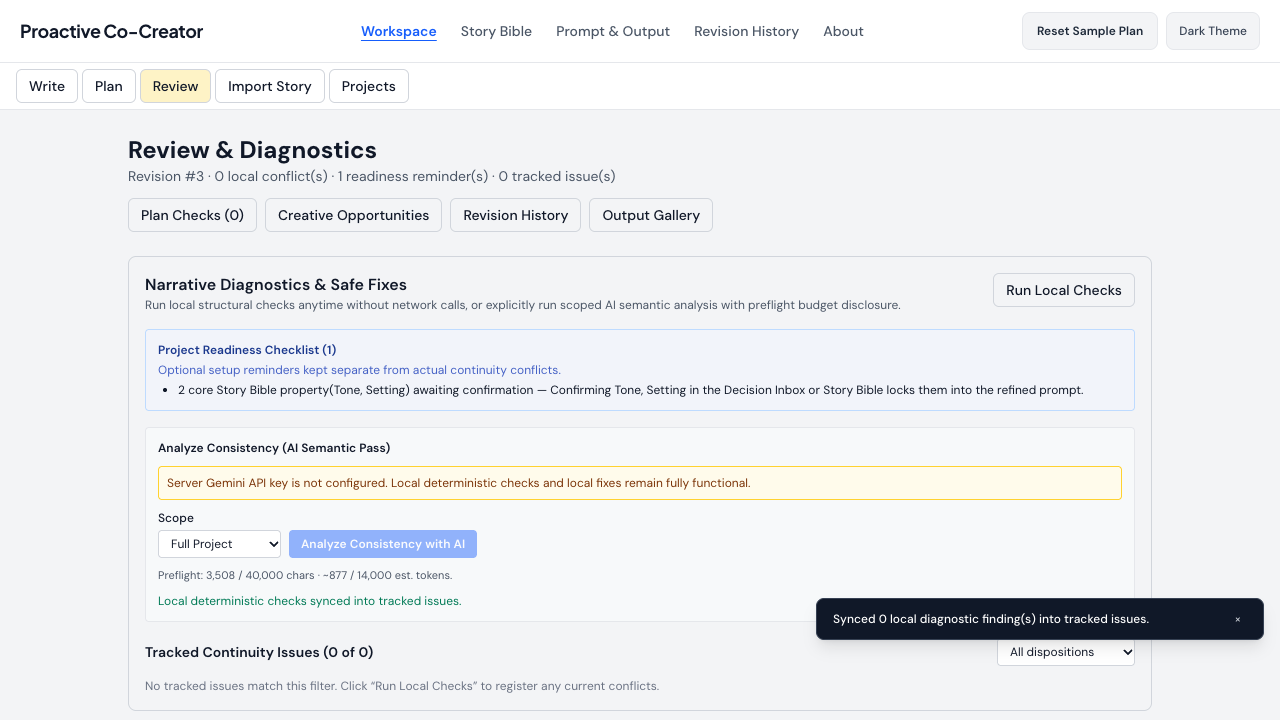 Proactive Co-Creator
Workspace
Story Bible
Prompt & Output
Revision History
About
Reset Sample Plan
Dark Theme
Write
Plan
Review
Import Story
Projects
Review & Diagnostics
Revision #3 · 0 local conflict(s) · 1 readiness reminder(s) · 0 tracked issue(s)
Plan Checks (0)
Creative Opportunities
Revision History
Output Gallery
Narrative Diagnostics & Safe Fixes
Run local structural checks anytime without network calls, or explicitly run scoped AI semantic analysis with preflight budget disclosure.
Run Local Checks
Project Readiness Checklist (1)
Optional setup reminders kept separate from actual continuity conflicts.
• 2 core Story Bible property(Tone, Setting) awaiting confirmation — Confirming Tone, Setting in the Decision Inbox or Story Bible locks them into the refined prompt.
Analyze Consistency (AI Semantic Pass)
Server Gemini API key is not configured. Local deterministic checks and local fixes remain fully functional.
Scope
Full Project
Analyze Consistency with AI
Preflight: 3,508 / 40,000 chars · ~877 / 14,000 est. tokens.
Local deterministic checks synced into tracked issues.
Synced 0 local diagnostic finding(s) into tracked issues.
×
Tracked Continuity Issues (0 of 0)
All dispositions
No tracked issues match this filter. Click “Run Local Checks” to register any current conflicts.